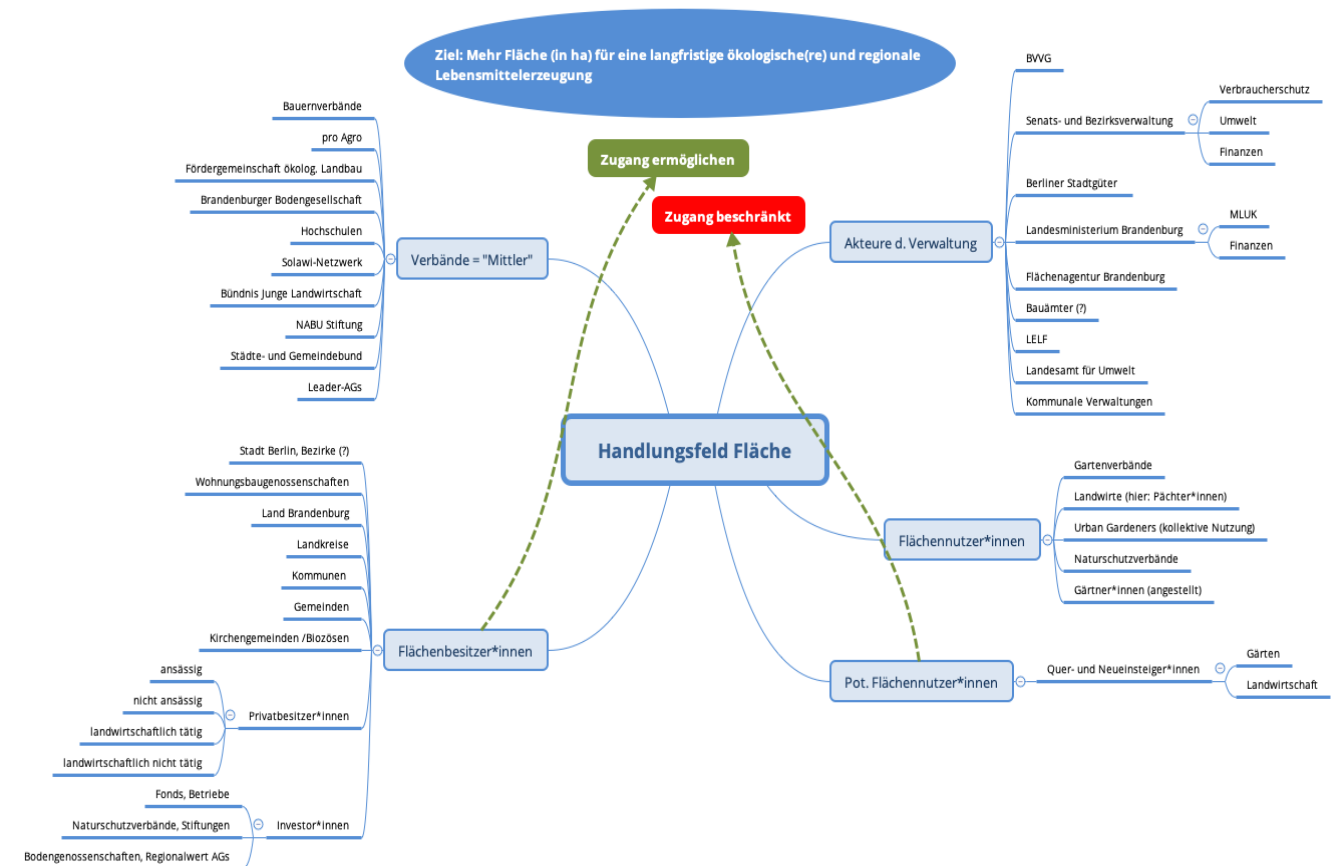 Ziel: Mehr Fläche (in ha) für eine langfristige ökologische(re) und regionale
Lebensmittelerzeugung
Zugang ermöglichen
Zugang beschränkt
Handlungsfeld Fläche
Verbände = "Mittler"
Bauernverbände
pro Agro
Fördergemeinschaft ökolog. Landbau
Brandenburger Bodengesellschaft
Hochschulen
Solawi-Netzwerk
Bündnis Junge Landwirtschaft
NABU Stiftung
Städte- und Gemeindebund
Leader-AGs
Flächenbesitzer*innen
Stadt Berlin, Bezirke (?)
Wohnungsbaugenossenschaften
Land Brandenburg
Landkreise
Kommunen
Gemeinden
Kirchengemeinden /Biozösen
Privatbesitzer*innen
ansässig
nicht ansässig
landwirtschaftlich tätig
landwirtschaftlich nicht tätig
Investor*innen
Fonds, Betriebe
Naturschutzverbände, Stiftungen
Bodengenossenschaften, Regionalwert AGs
Akteure d. Verwaltung
BVVG
Senats- und Bezirksverwaltung
Verbraucherschutz
Umwelt
Finanzen
Berliner Stadtgüter
Landesministerium Brandenburg
MLUK
Finanzen
Flächenagentur Brandenburg
Bauämter (?)
LELF
Landesamt für Umwelt
Kommunale Verwaltungen
Flächennutzer*innen
Gartenverbände
Landwirte (hier: Pächter*innen)
Urban Gardeners (kollektive Nutzung)
Naturschutzverbände
Gärtner*innen (angestellt)
Pot. Flächennutzer*innen
Quer- und Neueinsteiger*innen
Gärten
Landwirtschaft